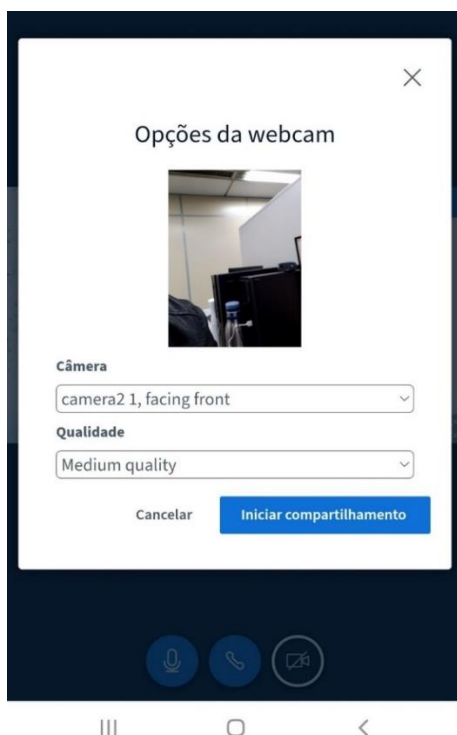 Opções da webcam
Câmera
camera2 1, facing front
Qualidade
Medium quality
Cancelar
Iniciar compartilhamento